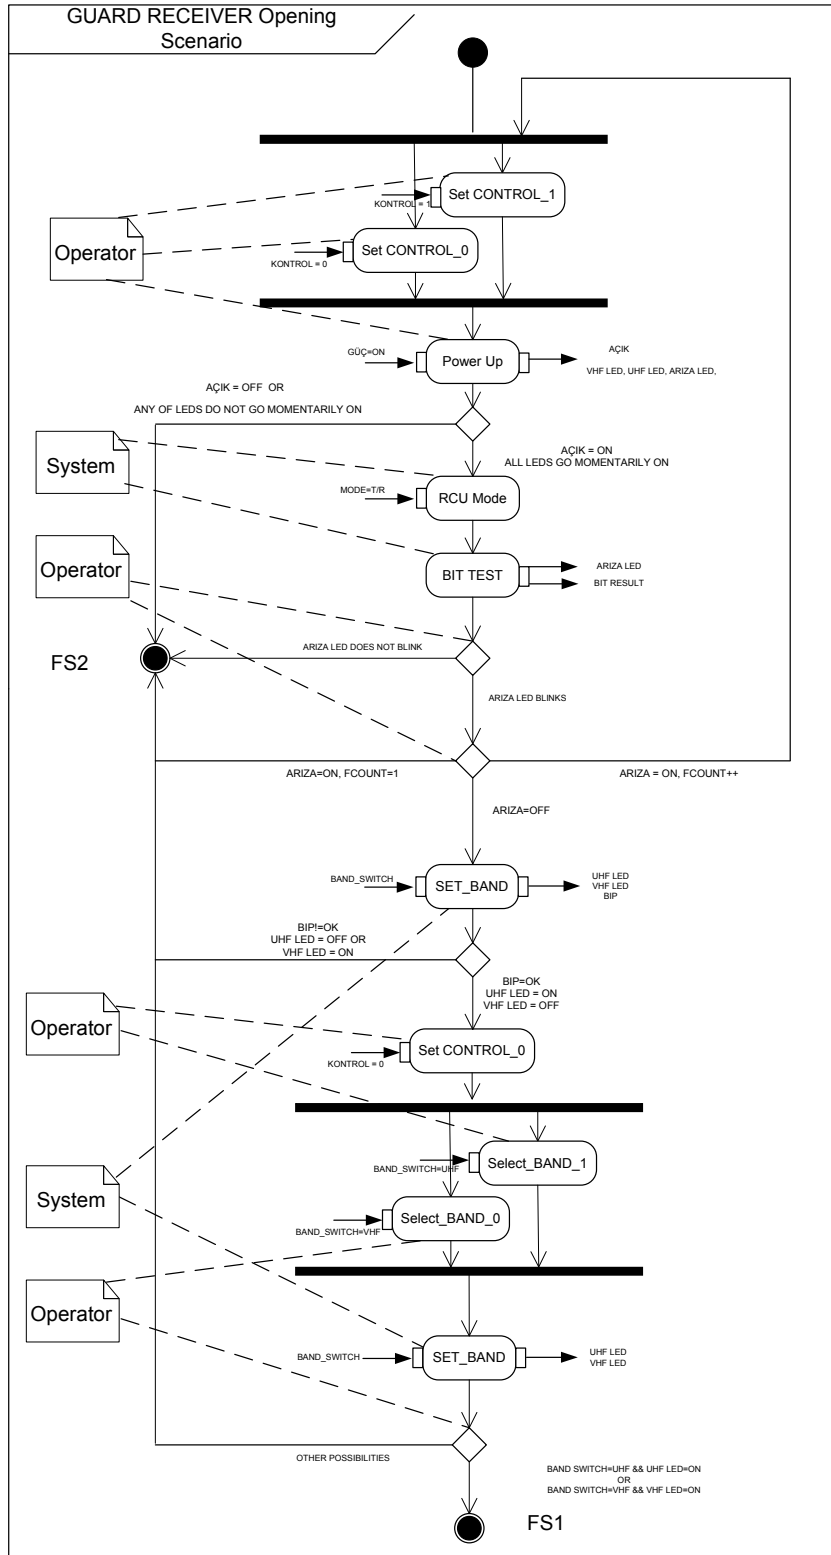 GUARD RECEIVER Opening
Scenario
Set CONTROL_1
KONTROL = 1
Operator
Set CONTROL_0
KONTROL = 0
GÜÇ=ON
Power Up
AÇIK
VHF LED, UHF LED, ARIZA LED,
AÇIK = OFF OR
ANY OF LEDS DO NOT GO MOMENTARILY ON
AÇIK = ON
ALL LEDS GO MOMENTARILY ON
System
MODE=T/R
RCU Mode
Operator
BIT TEST
ARIZA LED
BIT RESULT
FS2
ARIZA LED DOES NOT BLINK
ARIZA LED BLINKS
ARIZA=ON, FCOUNT=1
ARIZA = ON, FCOUNT++
ARIZA=OFF
BAND_SWITCH
SET_BAND
UHF LED
VHF LED
BIP
BIP!=OK
UHF LED = OFF OR
VHF LED = ON
BIP=OK
UHF LED = ON
VHF LED = OFF
Operator
Set CONTROL_0
KONTROL = 0
Select_BAND_1
BAND_SWITCH=UHF
System
Select_BAND_0
BAND_SWITCH=VHF
Operator
BAND_SWITCH
SET_BAND
UHF LED
VHF LED
OTHER POSSIBILITIES
BAND SWITCH=UHF && UHF LED=ON
OR
BAND SWITCH=VHF && VHF LED=ON
FS1